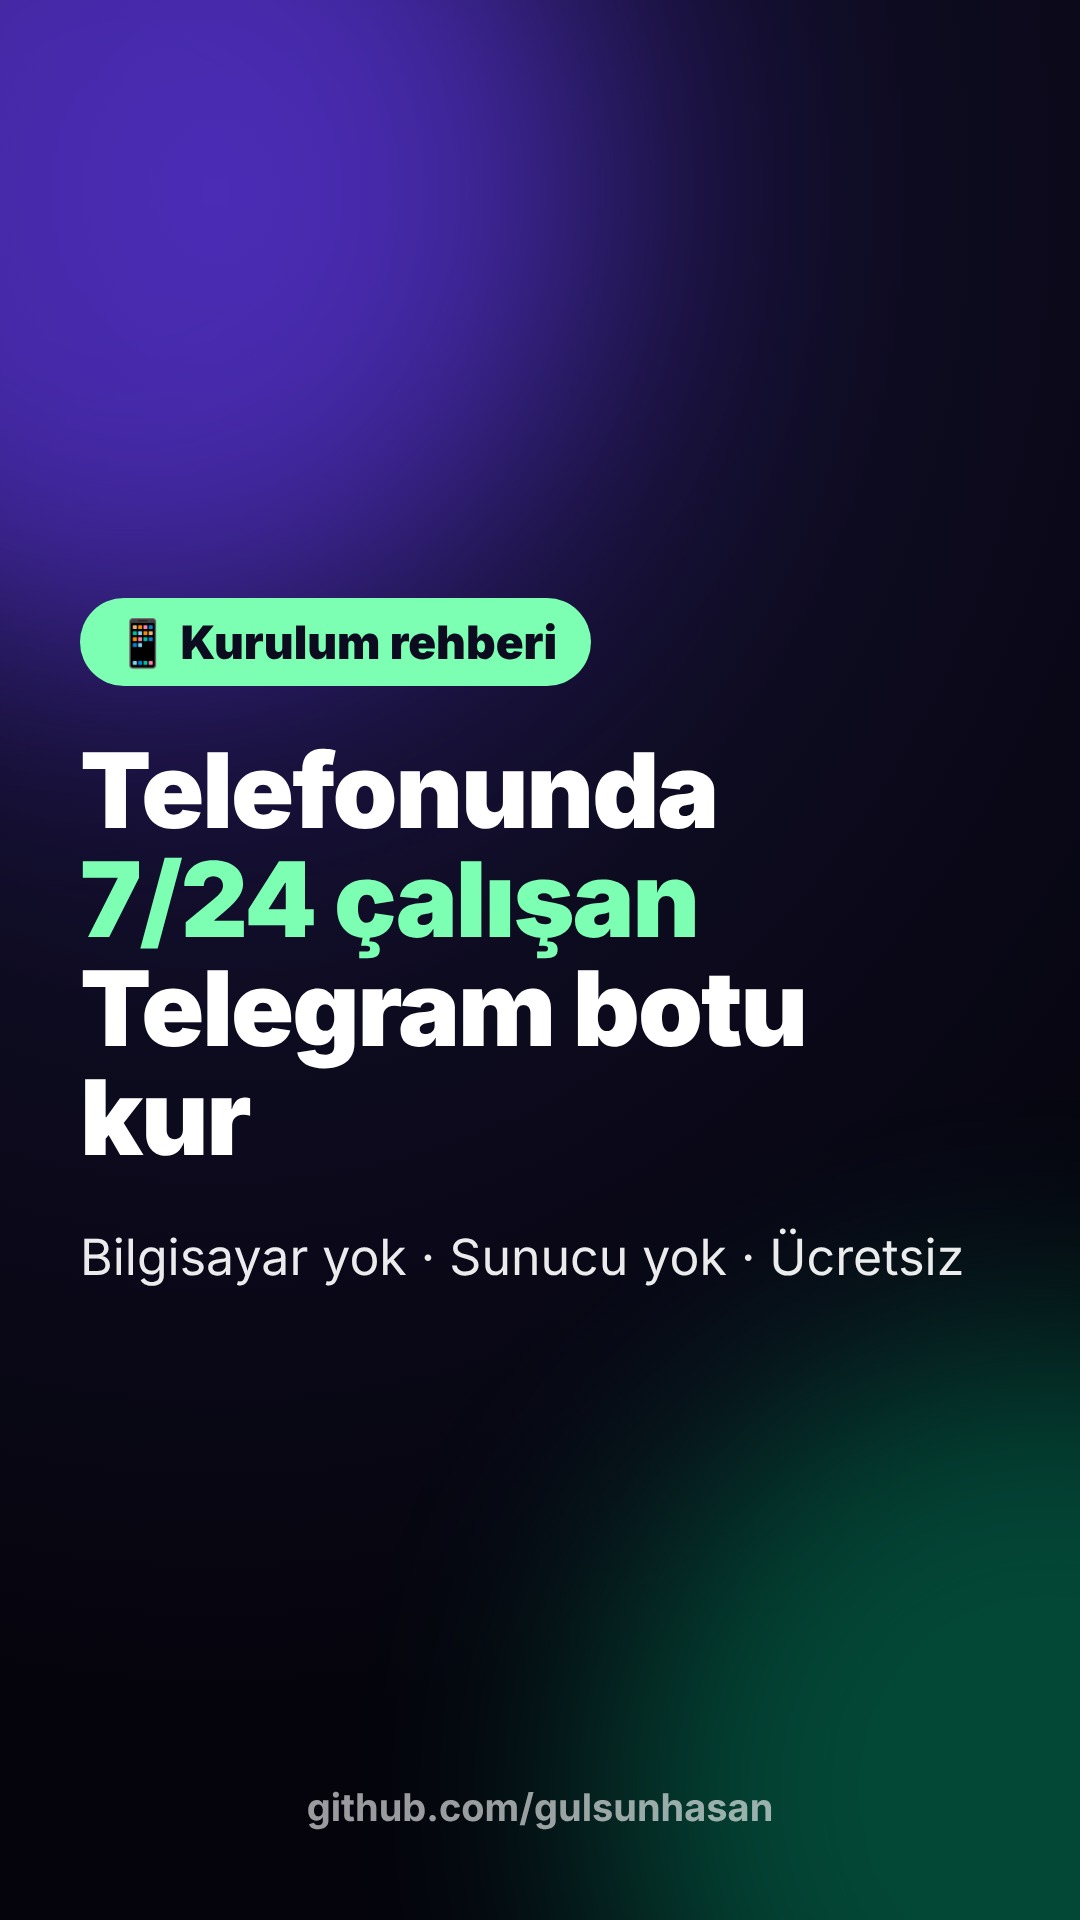 📱 Kurulum rehberi
Telefonunda
7/24 çalışan
Telegram botu
kur
Bilgisayar yok · Sunucu yok · Ücretsiz
github.com/gulsunhasan